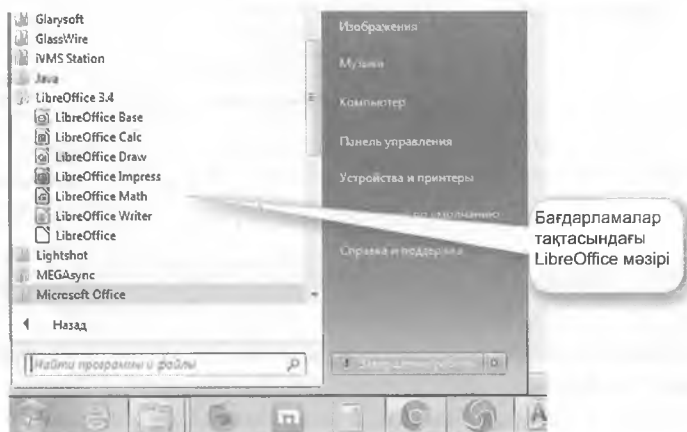 Glarysoft
GlassWire
iVMS Station
Java
LibreOffice 3.4
LibreOffice Base
LibreOffice Calc
LibreOffice Draw
LibreOffice Impress
LibreOffice Math
LibreOffice Writer
LibreOffice
Lightshot
MEGAsync
Microsoft Office
Назад
Найти программы и файлы
Изображения
Музыка
Компьютер
Панель управления
Устройства и принтеры
по умолчанию
Справка и поддержка
Бағдарламалар
тақтасындағы
LibreOffice мәзірі